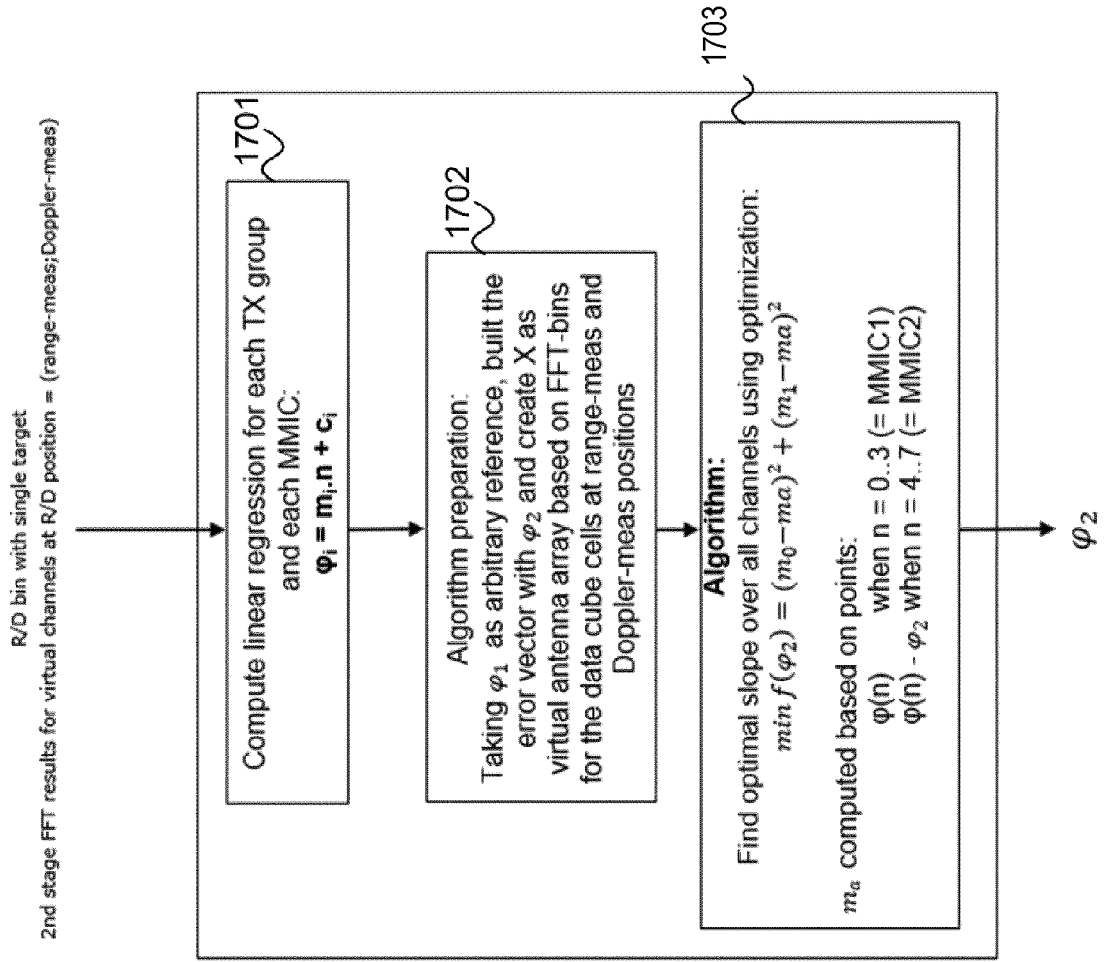 R/D bin with single target
2nd stage FFT results for virtual channels at R/D position = (range-meas;Doppler-meas)
1701
Compute linear regression for each TX group
and each MMIC:
φᵢ = mᵢ.n + cᵢ
1702
Algorithm preparation:
Taking φ₁ as arbitrary reference, built the
error vector with φ₂ and create X as
virtual antenna array based on FFT-bins
for the data cube cells at range-meas and
Doppler-meas positions
1703
Algorithm:
Find optimal slope over all channels using optimization:
min f(φ₂) = (m₀−ma)² + (m₁−ma)²
mₐ computed based on points:
φ(n) when n = 0..3 (= MMIC1)
φ(n) - φ₂ when n = 4..7 (= MMIC2)
φ₂